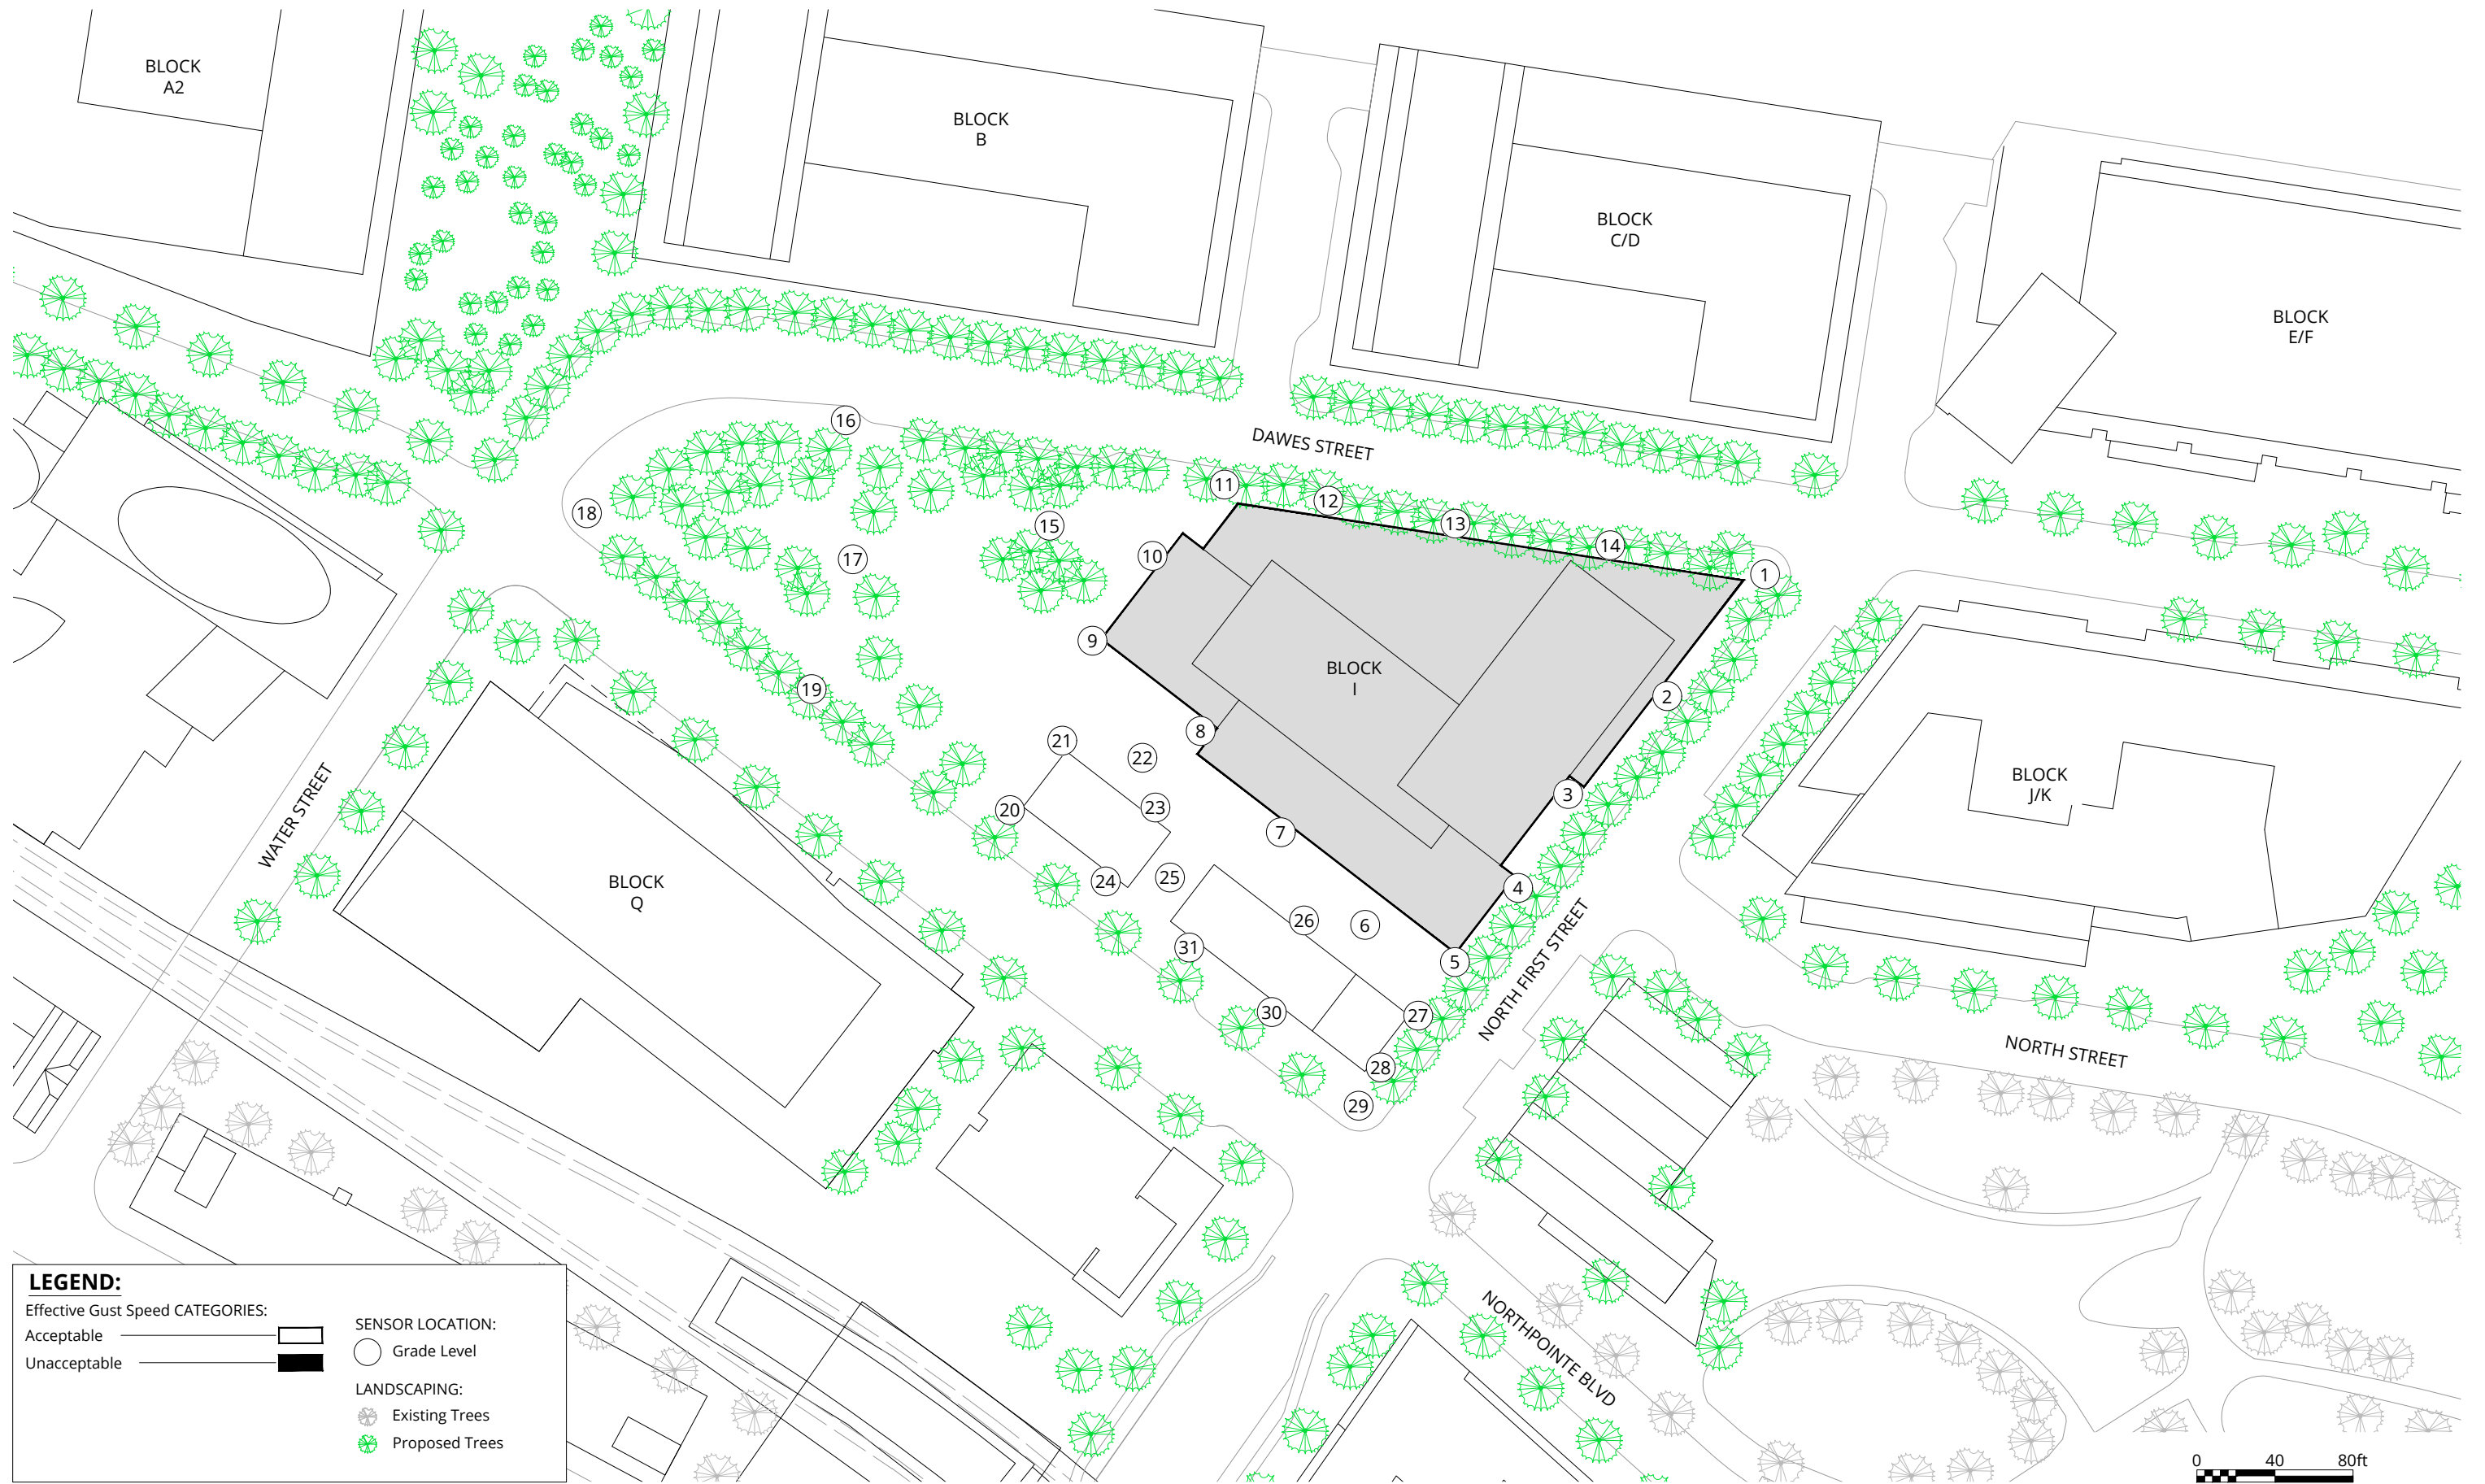 BLOCK
A2
BLOCK
B
BLOCK
C/D
BLOCK
E/F
DAWES STREET
16
11
12
13
14
18
15
17
10
1
9
BLOCK
I
2
19
8
21
22
3
20
23
7
BLOCK
J/K
WATER STREET
24
25
4
BLOCK
Q
26
6
31
5
NORTH FIRST STREET
30
27
28
29
NORTH STREET
NORTHPOINTE BLVD
LEGEND:
Effective Gust Speed CATEGORIES:
Acceptable
Unacceptable
SENSOR LOCATION:
Grade Level
LANDSCAPING:
Existing Trees
Proposed Trees
0 40 80ft